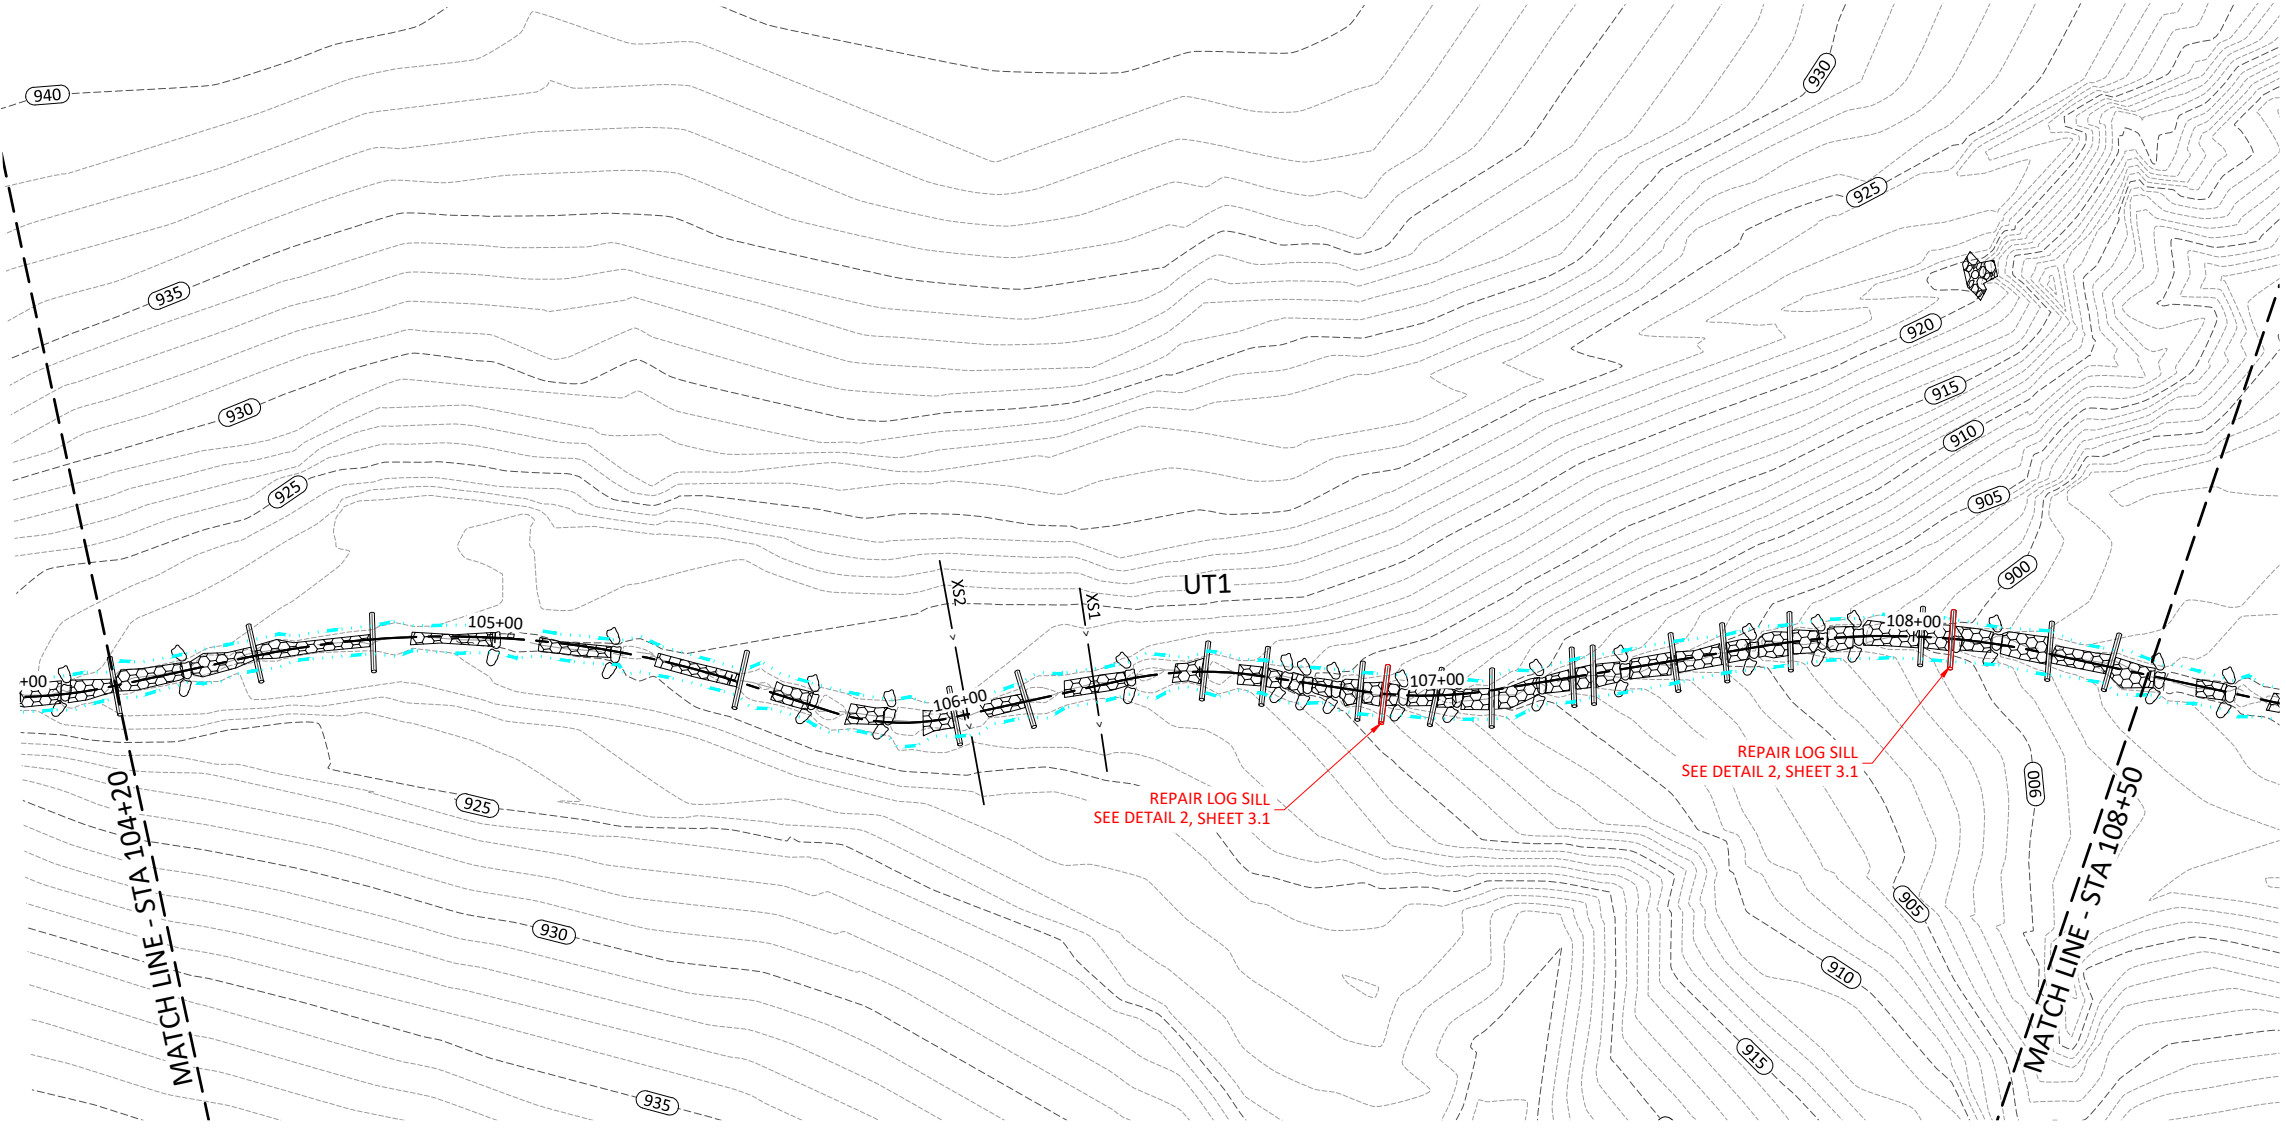 940
930
925
935
920
930
915
910
925
905
900
XS2
XS1
UT1
105+00
108+00
+00
107+00
106+00
REPAIR LOG SILL
SEE DETAIL 2, SHEET 3.1
REPAIR LOG SILL
SEE DETAIL 2, SHEET 3.1
925
900
905
930
910
915
935
MATCH LINE - STA 104+20
MATCH LINE - STA 108+50